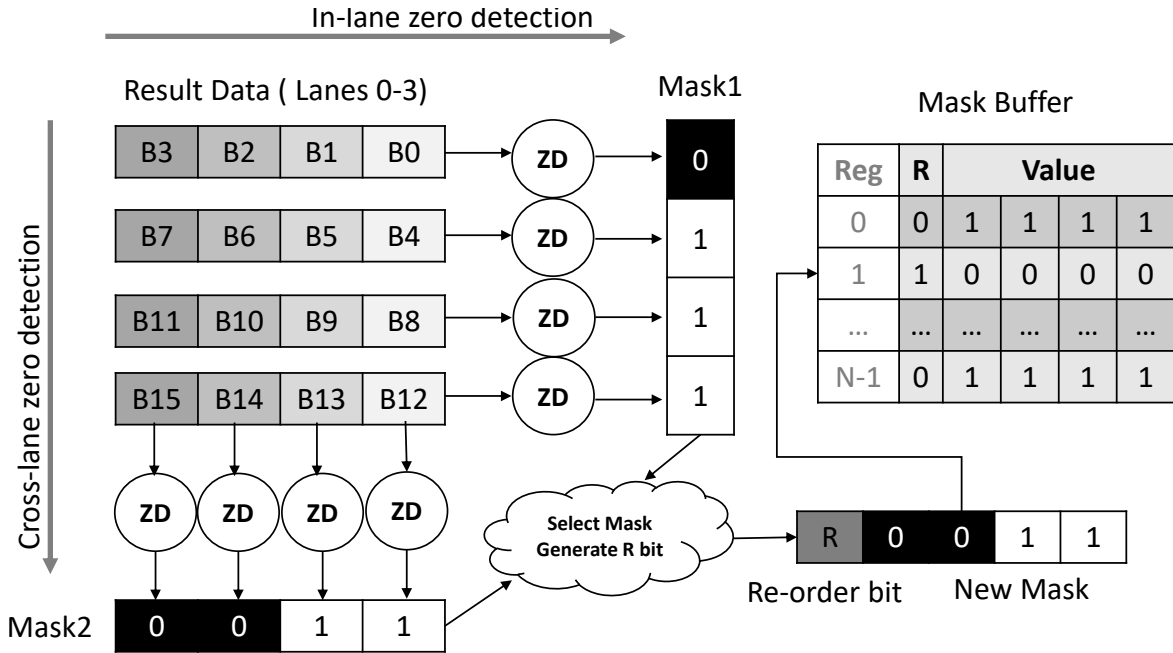 In-lane zero detection
Cross-lane zero detection
Result Data ( Lanes 0-3)
Mask1
Mask Buffer
B3 B2 B1 B0 ZD 0
B7 B6 B5 B4 ZD 1
B11 B10 B9 B8 ZD 1
B15 B14 B13 B12 ZD 1
Reg R Value
0 0 1 1 1 1
1 1 0 0 0 0
... ... ... ... ... ...
N-1 0 1 1 1 1
ZD ZD ZD ZD
Select Mask
Generate R bit
R 0 0 1 1
Re-order bit New Mask
Mask2 0 0 1 1